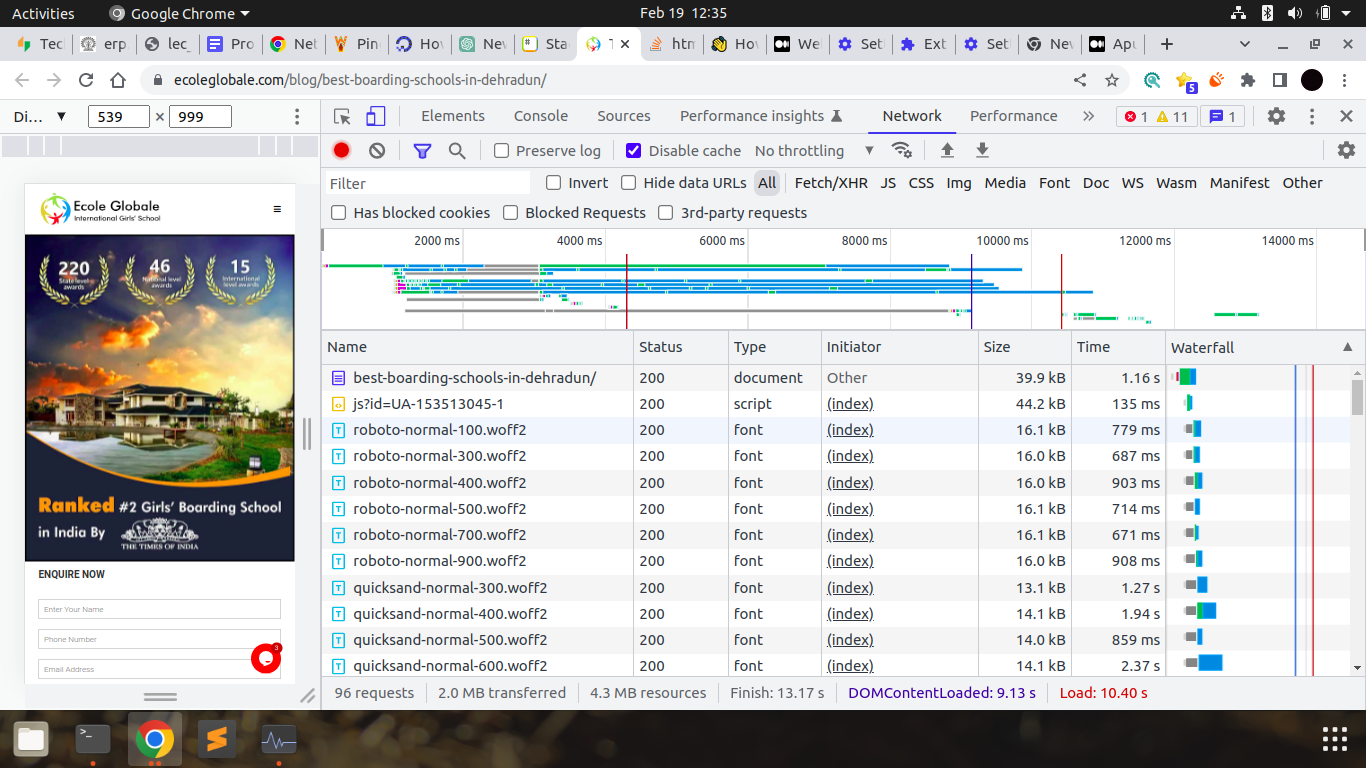 Activities Google Chrome Feb 19 12:35
Tec erp lec_ Pro Net Pin Hov Nev Sta T htm Hov We Set Ext Set Nev Apu
ecoleglobale.com/blog/best-boarding-schools-in-dehradun/ 5
Di... ▼ 539 × 999
Elements Console Sources Performance insights Network Performance » 1 11 1
Preserve log Disable cache No throttling ▼
Filter Invert Hide data URLs All Fetch/XHR JS CSS Img Media Font Doc WS Wasm Manifest Other
Has blocked cookies Blocked Requests 3rd-party requests
2000 ms 4000 ms 6000 ms 8000 ms 10000 ms 12000 ms 14000 ms
Name Status Type Initiator Size Time Waterfall
best-boarding-schools-in-dehradun/ 200 document Other 39.9 kB 1.16 s
js?id=UA-153513045-1 200 script (index) 44.2 kB 135 ms
roboto-normal-100.woff2 200 font (index) 16.1 kB 779 ms
roboto-normal-300.woff2 200 font (index) 16.0 kB 687 ms
roboto-normal-400.woff2 200 font (index) 16.0 kB 903 ms
roboto-normal-500.woff2 200 font (index) 16.1 kB 714 ms
roboto-normal-700.woff2 200 font (index) 16.1 kB 671 ms
roboto-normal-900.woff2 200 font (index) 16.0 kB 908 ms
quicksand-normal-300.woff2 200 font (index) 13.1 kB 1.27 s
quicksand-normal-400.woff2 200 font (index) 14.1 kB 1.94 s
quicksand-normal-500.woff2 200 font (index) 14.0 kB 859 ms
quicksand-normal-600.woff2 200 font (index) 14.1 kB 2.37 s
96 requests 2.0 MB transferred 4.3 MB resources Finish: 13.17 s DOMContentLoaded: 9.13 s Load: 10.40 s
Ecole Globale
International Girls' School
220 46 15
State level National level International
awards awards level
awards
Ranked #2 Girls' Boarding School
in India By THE TIMES OF INDIA
ENQUIRE NOW
Enter Your Name
Phone Number
3
Email Address